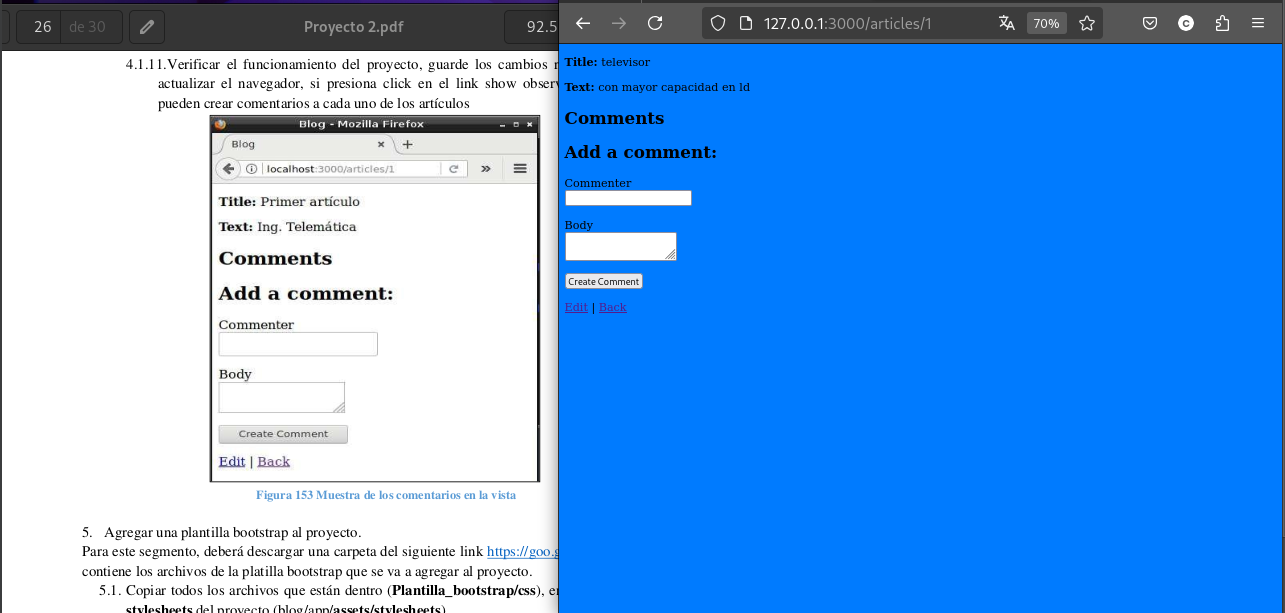 26 de 30
Proyecto 2.pdf
92.5
4.1.11.Verificar el funcionamiento del proyecto, guarde los cambios
actualizar el navegador, si presiona click en el link show
pueden crear comentarios a cada uno de los artículos
Blog - Mozilla Firefox
Blog
localhost:3000/articles/1
Title: Primer artículo
Text: Ing. Telemática
Comments
Add a comment:
Commenter
Body
Create Comment
Edit | Back
Figura 153 Muestra de los comentarios en la vista
5. Agregar una plantilla bootstrap al proyecto.
Para este segmento, deberá descargar una carpeta del siguiente link https://goo.g
contiene los archivos de la platilla bootstrap que se va a agregar al proyecto.
5.1. Copiar todos los archivos que están dentro (Plantilla_bootstrap/css),
stylesheets del proyecto (blog/app/assets/stylesheets)
127.0.0.1:3000/articles/1
70%
Title: televisor
Text: con mayor capacidad en ld
Comments
Add a comment:
Commenter
Body
Create Comment
Edit | Back